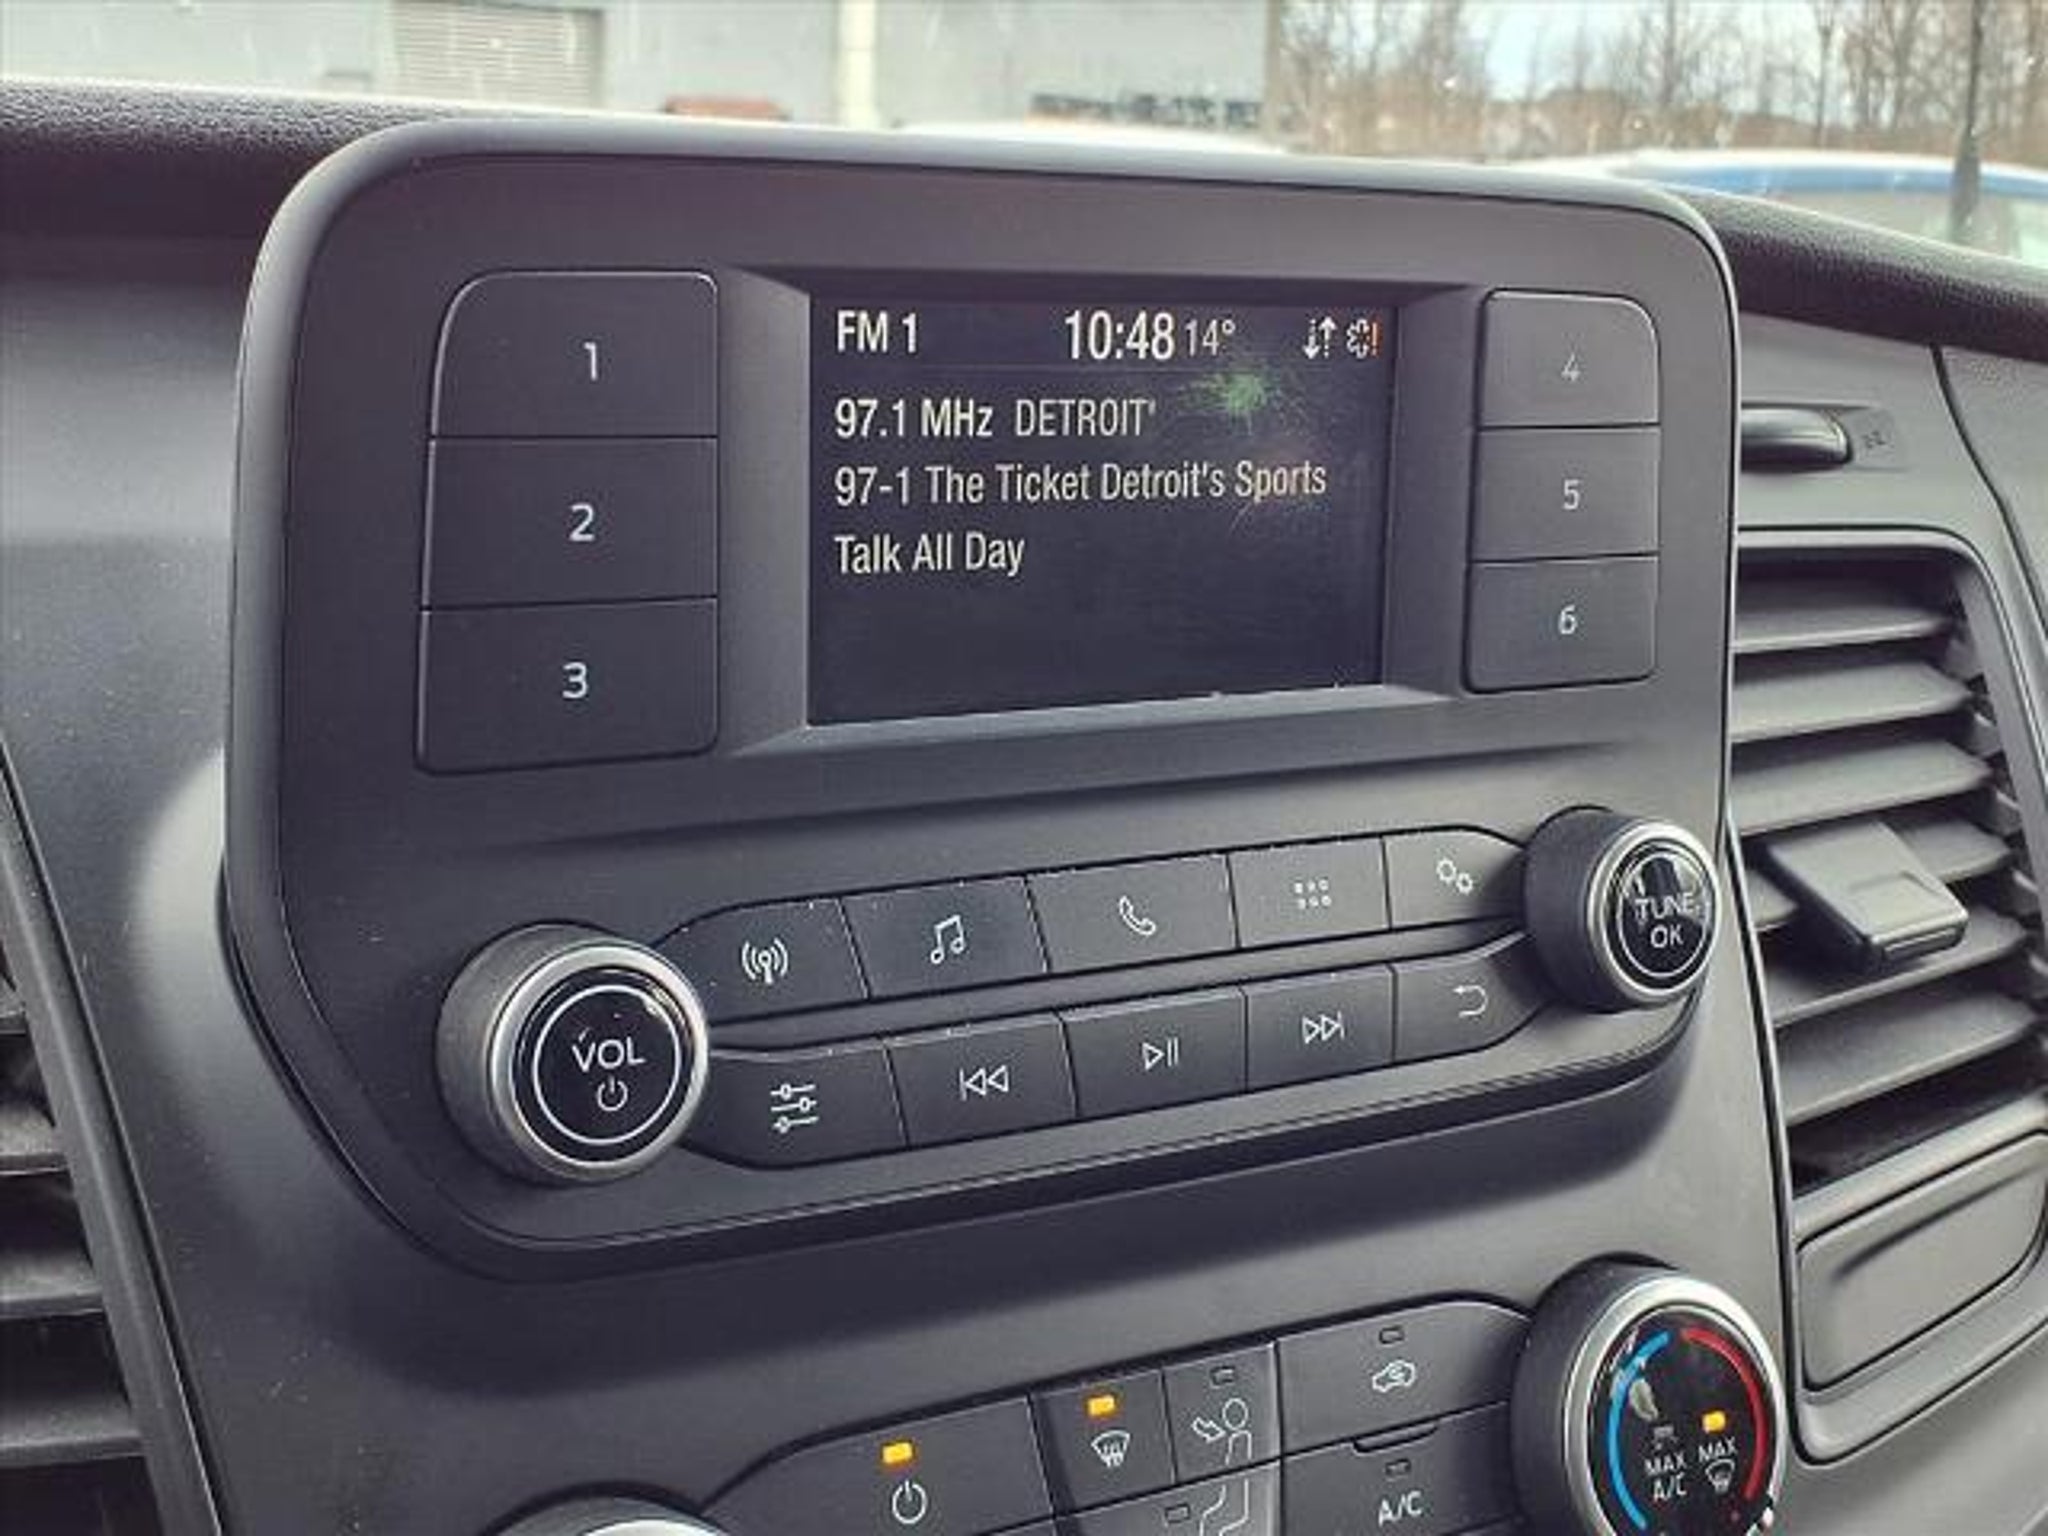 FM 1 10:48 14°
97.1 MHz DETROIT'
97-1 The Ticket Detroit's Sports
Talk All Day
1
2
3
4
5
6
VOL
TUNE
OK
MAX
A/C
MAX
A/C